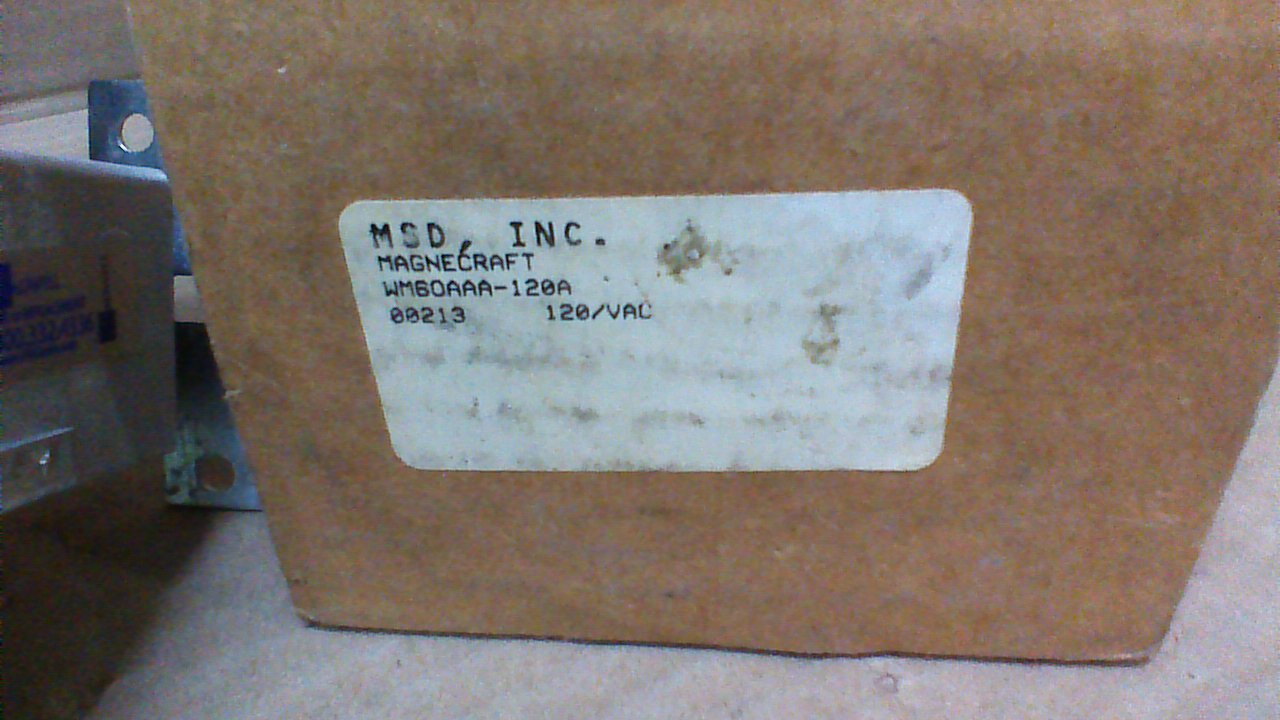 MSD, INC.
MAGNECRAFT
WM60AAA-120A
00213 120/VAC